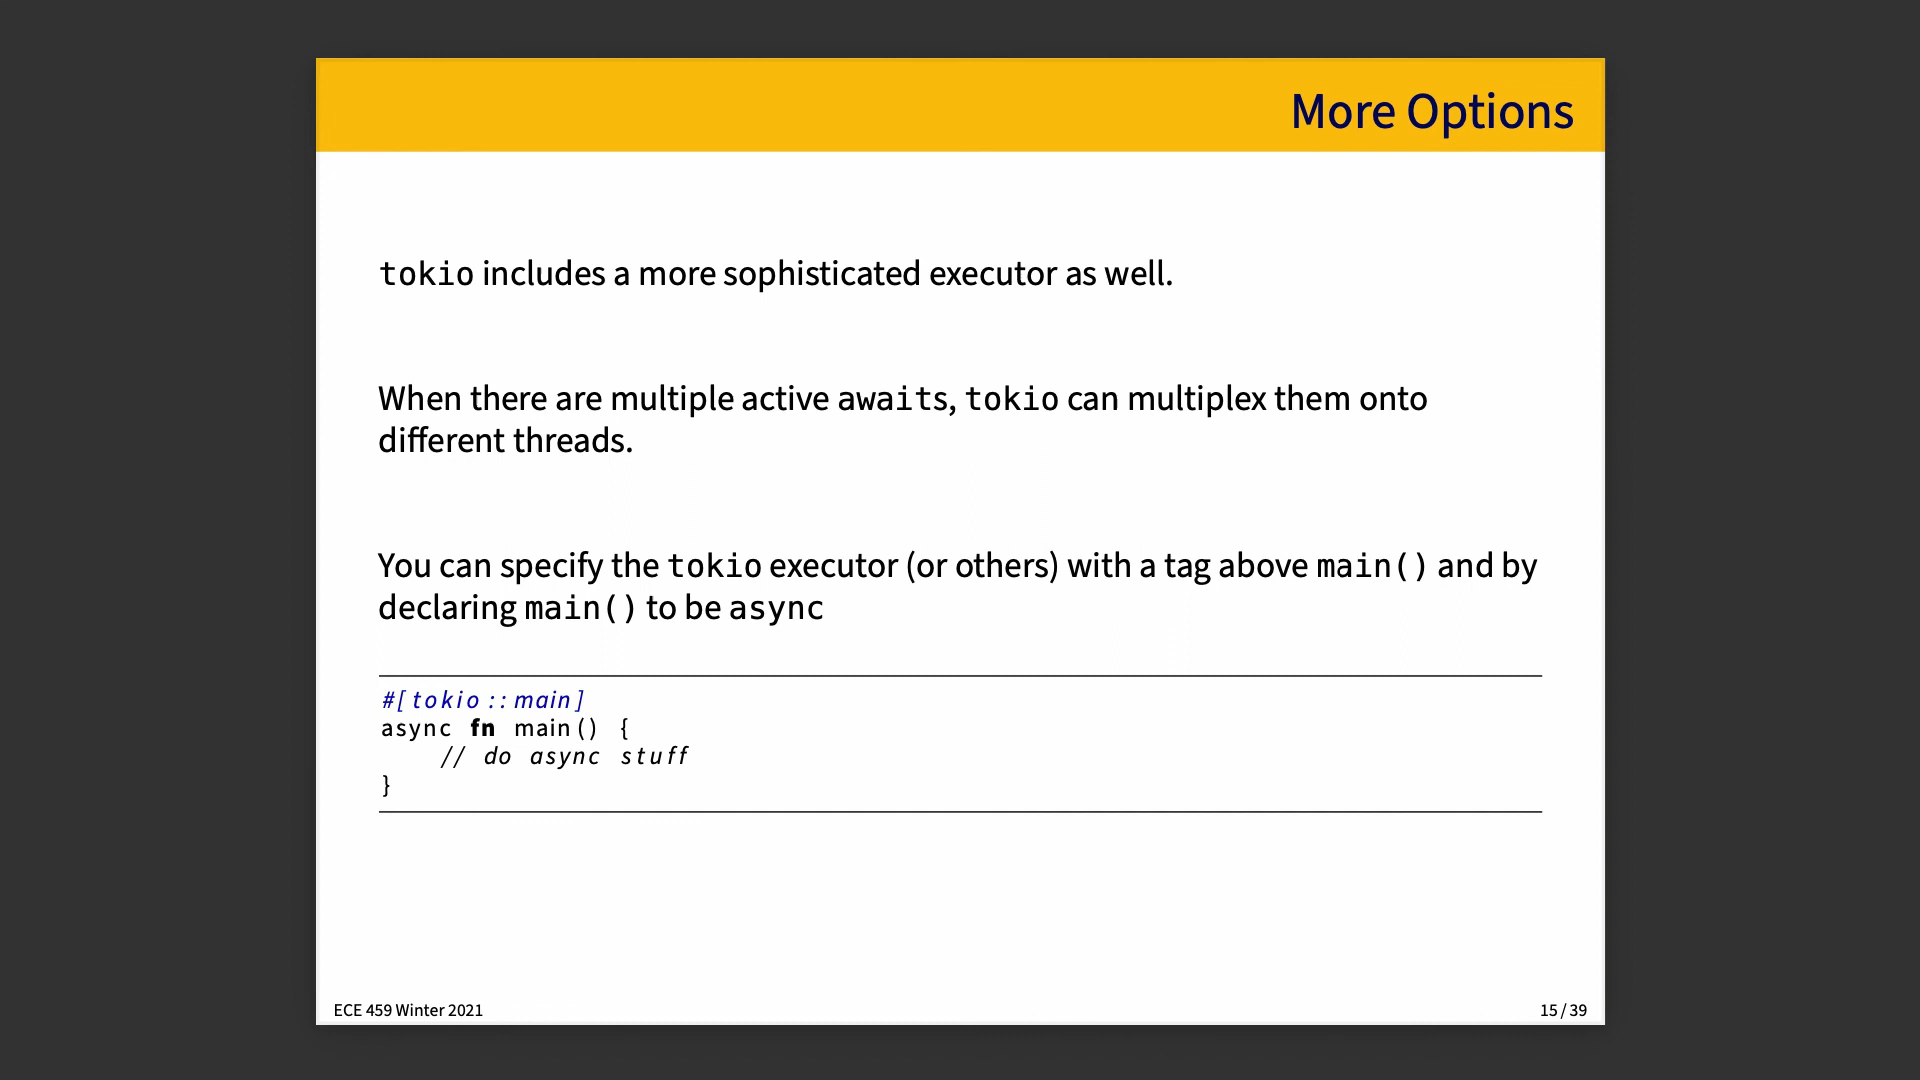 More Options
tokio includes a more sophisticated executor as well.
When there are multiple active awaits, tokio can multiplex them onto
different threads.
You can specify the tokio executor (or others) with a tag above main() and by
declaring main() to be async
#[tokio::main]
async fn main() {
    // do async stuff
}
ECE 459 Winter 2021
15 / 39